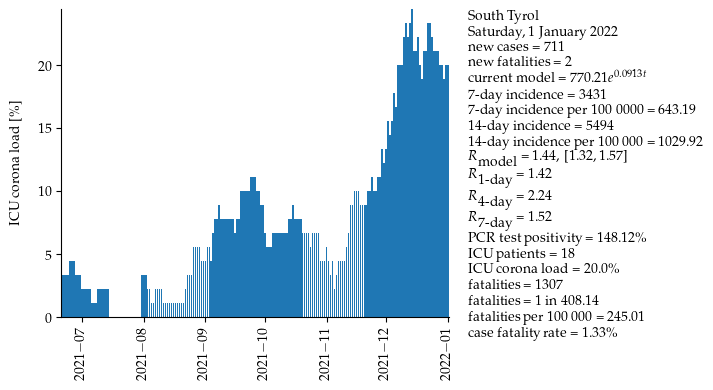 South Tyrol
Saturday, 1 January 2022
new cases = 711
new fatalities = 2
current model = 770.21e^0.0913t
7-day incidence = 3431
7-day incidence per 100 0000 = 643.19
14-day incidence = 5494
14-day incidence per 100 000 = 1029.92
R_model = 1.44, [1.32, 1.57]
R_1-day = 1.42
R_4-day = 2.24
R_7-day = 1.52
PCR test positivity = 148.12%
ICU patients = 18
ICU corona load = 20.0%
fatalities = 1307
fatalities = 1 in 408.14
fatalities per 100 000 = 245.01
case fatality rate = 1.33%
ICU corona load [%]
20
15
10
5
0
2021−07
2021−08
2021−09
2021−10
2021−11
2021−12
2022−01